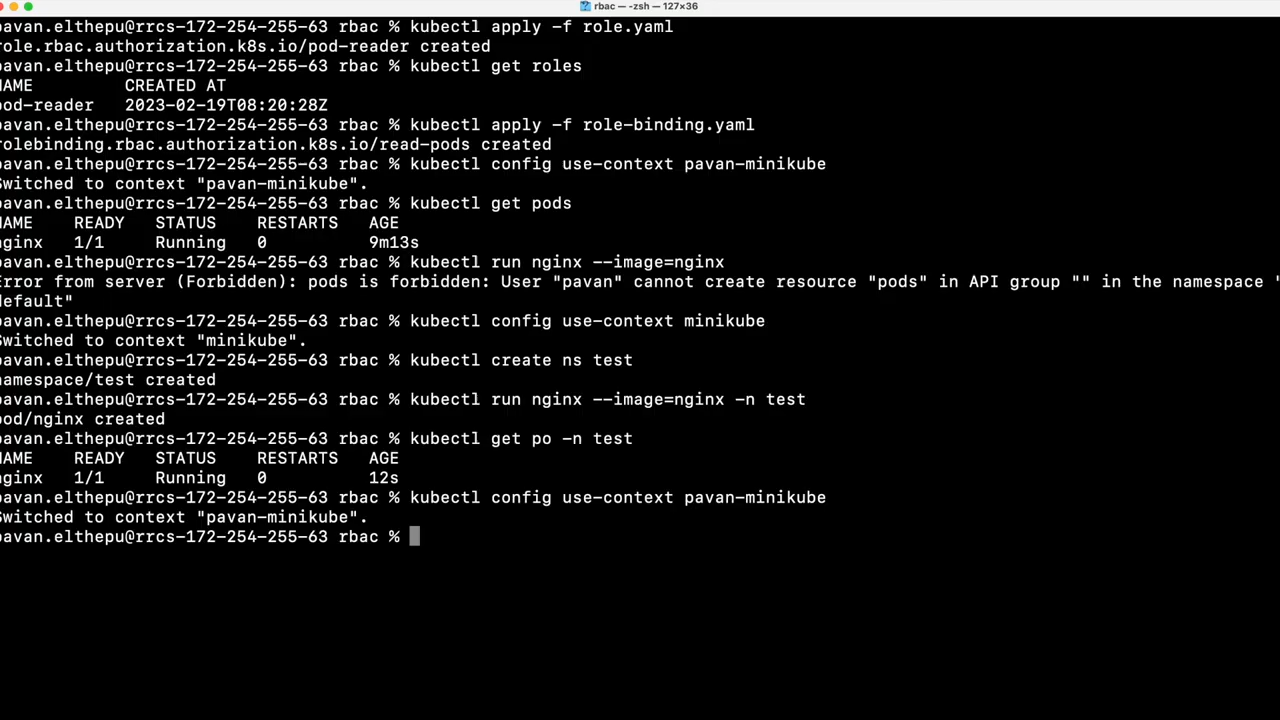 rbac — -zsh — 127×36
pavan.elthepu@rrcs-172-254-255-63 rbac % kubectl apply -f role.yaml
role.rbac.authorization.k8s.io/pod-reader created
pavan.elthepu@rrcs-172-254-255-63 rbac % kubectl get roles
NAME         CREATED AT
pod-reader   2023-02-19T08:20:28Z
pavan.elthepu@rrcs-172-254-255-63 rbac % kubectl apply -f role-binding.yaml
rolebinding.rbac.authorization.k8s.io/read-pods created
pavan.elthepu@rrcs-172-254-255-63 rbac % kubectl config use-context pavan-minikube
Switched to context "pavan-minikube".
pavan.elthepu@rrcs-172-254-255-63 rbac % kubectl get pods
NAME    READY   STATUS    RESTARTS   AGE
nginx   1/1     Running   0          9m13s
pavan.elthepu@rrcs-172-254-255-63 rbac % kubectl run nginx --image=nginx
Error from server (Forbidden): pods is forbidden: User "pavan" cannot create resource "pods" in API group "" in the namespace "
default"
pavan.elthepu@rrcs-172-254-255-63 rbac % kubectl config use-context minikube
Switched to context "minikube".
pavan.elthepu@rrcs-172-254-255-63 rbac % kubectl create ns test
namespace/test created
pavan.elthepu@rrcs-172-254-255-63 rbac % kubectl run nginx --image=nginx -n test
pod/nginx created
pavan.elthepu@rrcs-172-254-255-63 rbac % kubectl get po -n test
NAME    READY   STATUS    RESTARTS   AGE
nginx   1/1     Running   0          12s
pavan.elthepu@rrcs-172-254-255-63 rbac % kubectl config use-context pavan-minikube
Switched to context "pavan-minikube".
pavan.elthepu@rrcs-172-254-255-63 rbac %